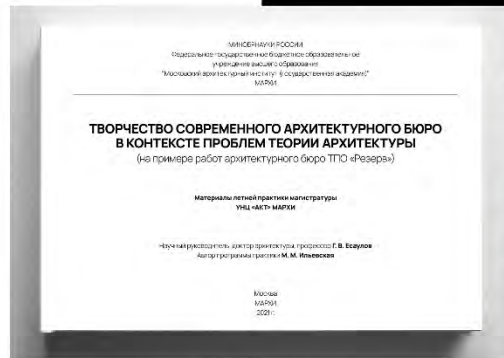 МИНОБРНАУКИ РОССИИ
Федеральное государственное бюджетное образовательное
учреждение высшего образования
"Московский архитектурный институт (государственная академия)"
МАРХИ
ТВОРЧЕСТВО СОВРЕМЕННОГО АРХИТЕКТУРНОГО БЮРО
В КОНТЕКСТЕ ПРОБЛЕМ ТЕОРИИ АРХИТЕКТУРЫ
(на примере работ архитектурного бюро ТПО «Резерв»)
Материалы летней практики магистратуры
УНЦ «АКТ» МАРХИ
Научный руководитель доктор архитектуры, профессор Г. В. Есаулов
Автор программы практики М. М. Ильевская
Москва
МАРХИ
2021 г.